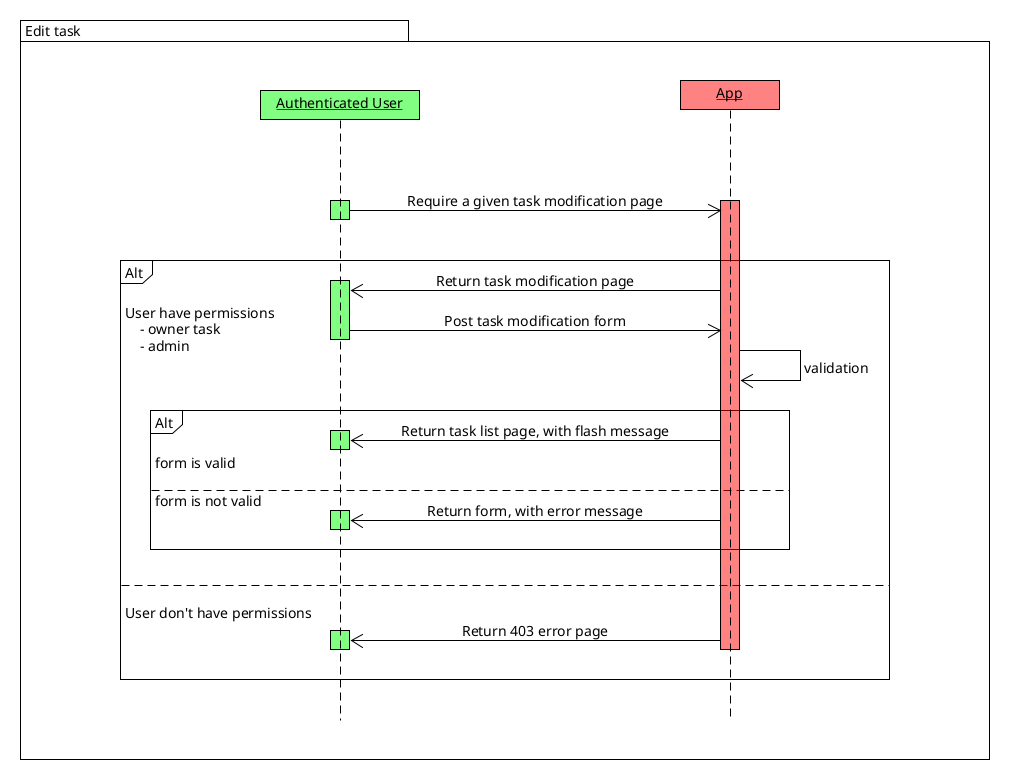 Edit task
Authenticated User
App
Require a given task modification page
Alt
Return task modification page
User have permissions
- owner task
- admin
Post task modification form
validation
Alt
Return task list page, with flash message
form is valid
form is not valid
Return form, with error message
User don't have permissions
Return 403 error page